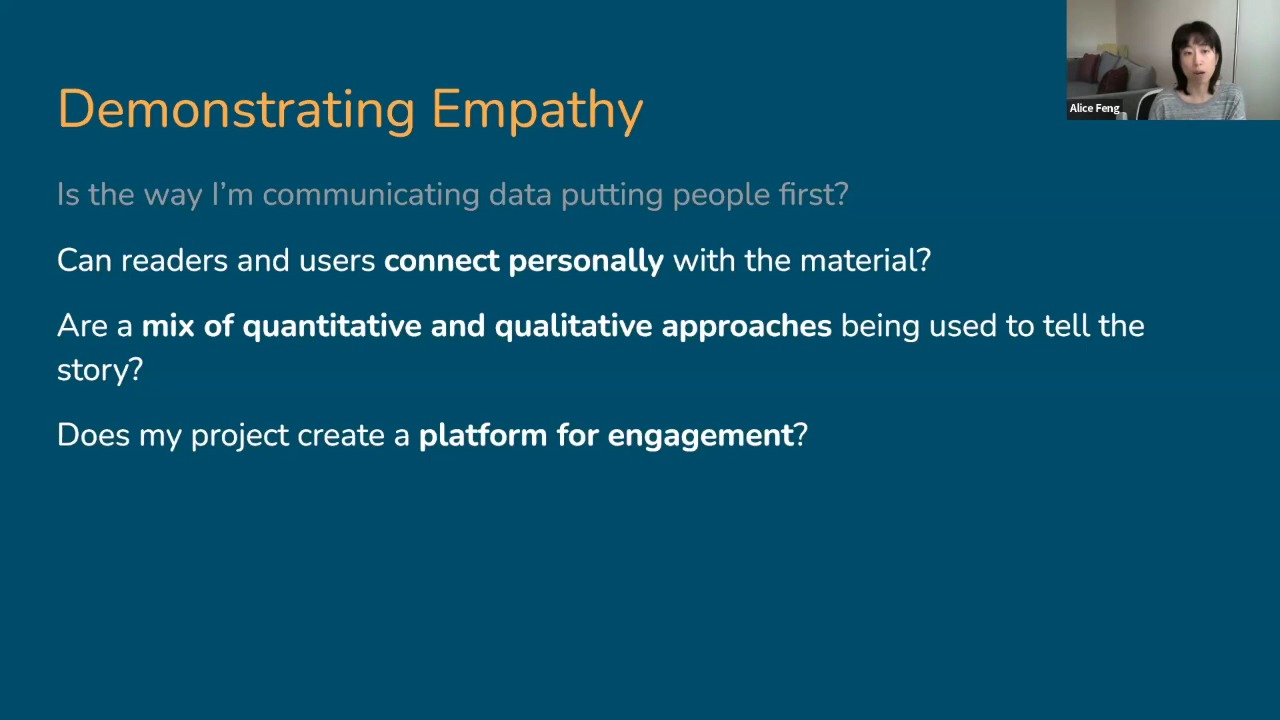 Demonstrating Empathy
Is the way I'm communicating data putting people first?
Can readers and users connect personally with the material?
Are a mix of quantitative and qualitative approaches being used to tell the
story?
Does my project create a platform for engagement?
Alice Feng